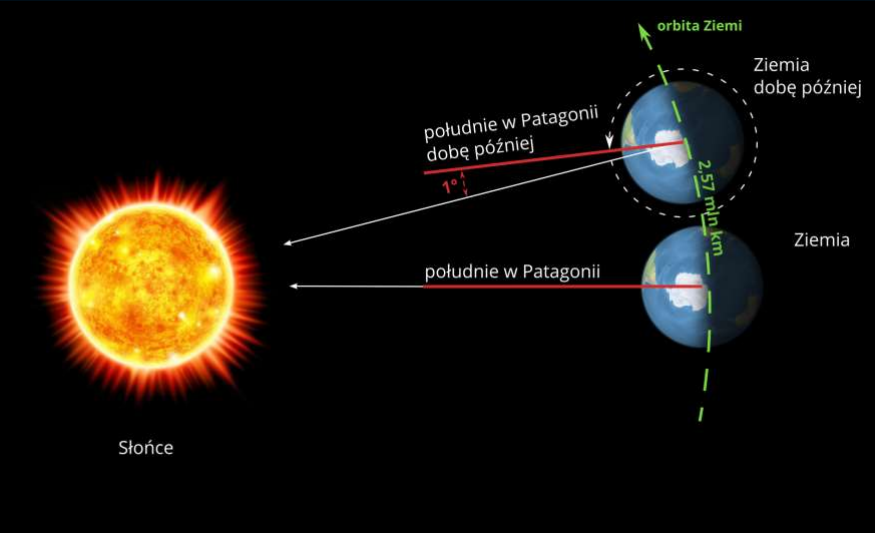 orbita Ziemi
Ziemia
dobę później
południe w Patagonii
dobę później
1°
2,57 mln km
Ziemia
południe w Patagonii
Słońce